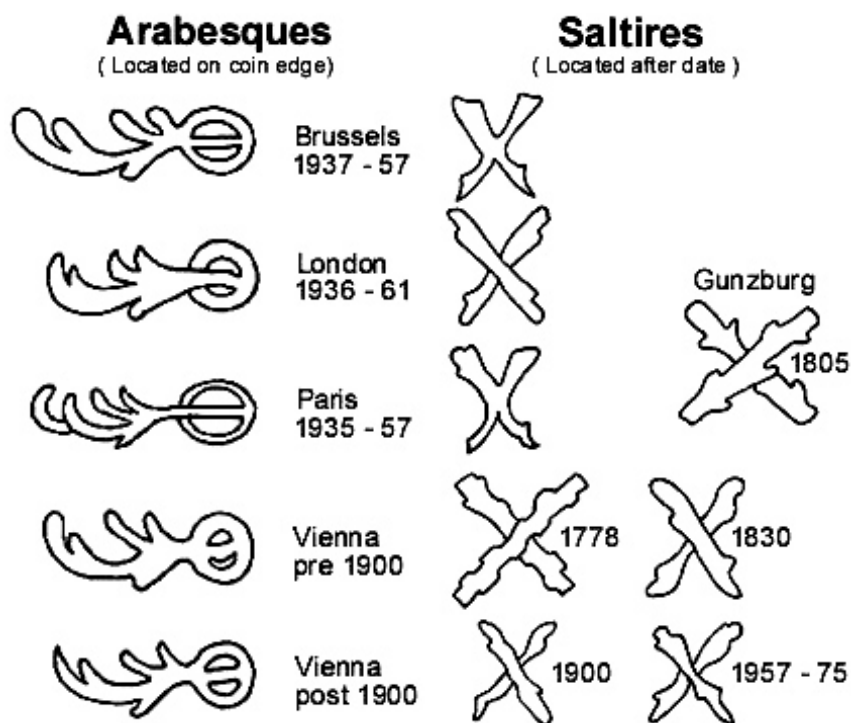 Arabesques
( Located on coin edge)
Saltires
( Located after date )
Brussels
1937 - 57
London
1936 - 61
Gunzburg
1805
Paris
1935 - 57
Vienna
pre 1900
1778
1830
Vienna
post 1900
1900
1957 - 75